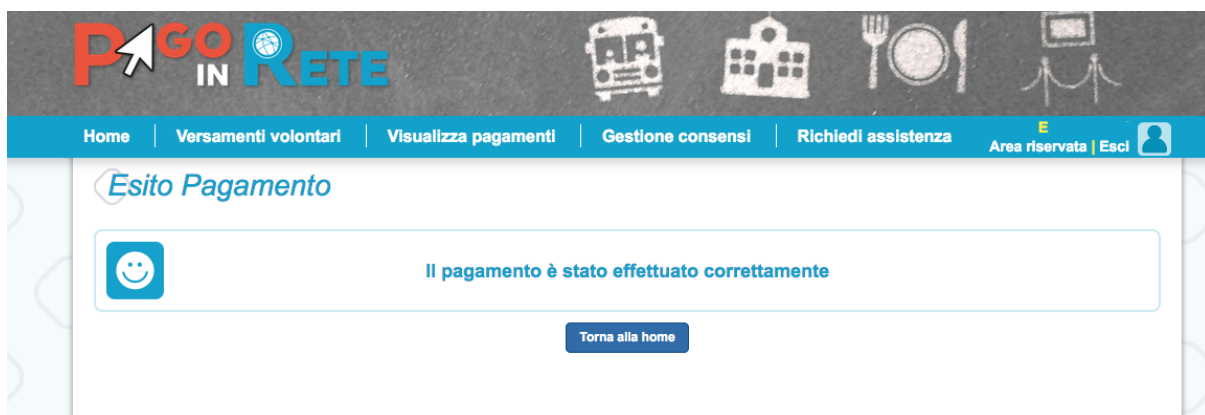 PAGO
IN RETE
Home Versamenti volontari Visualizza pagamenti Gestione consensi Richiedi assistenza
E
Area riservata | Esci
Esito Pagamento
Il pagamento è stato effettuato correttamente
Torna alla home